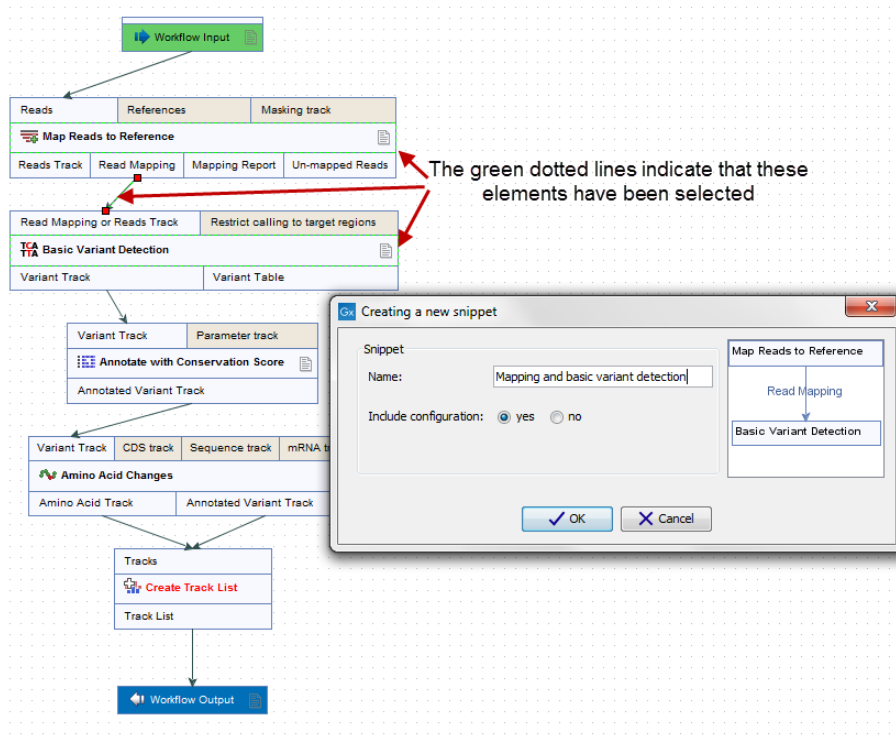 Workflow Input
Reads References Masking track
Map Reads to Reference
Reads Track Read Mapping Mapping Report Un-mapped Reads
The green dotted lines indicate that these
elements have been selected
Read Mapping or Reads Track Restrict calling to target regions
TCA
TTA
Basic Variant Detection
Variant Track Variant Table
Variant Track Parameter track
Annotate with Conservation Score
Annotated Variant Track
Variant Track CDS track Sequence track mRNA
Amino Acid Changes
Amino Acid Track Annotated Variant Track
Tracks
Create Track List
Track List
Workflow Output
Gx Creating a new snippet
Snippet
Name: Mapping and basic variant detection
Include configuration: yes no
OK Cancel
Map Reads to Reference
Read Mapping
Basic Variant Detection